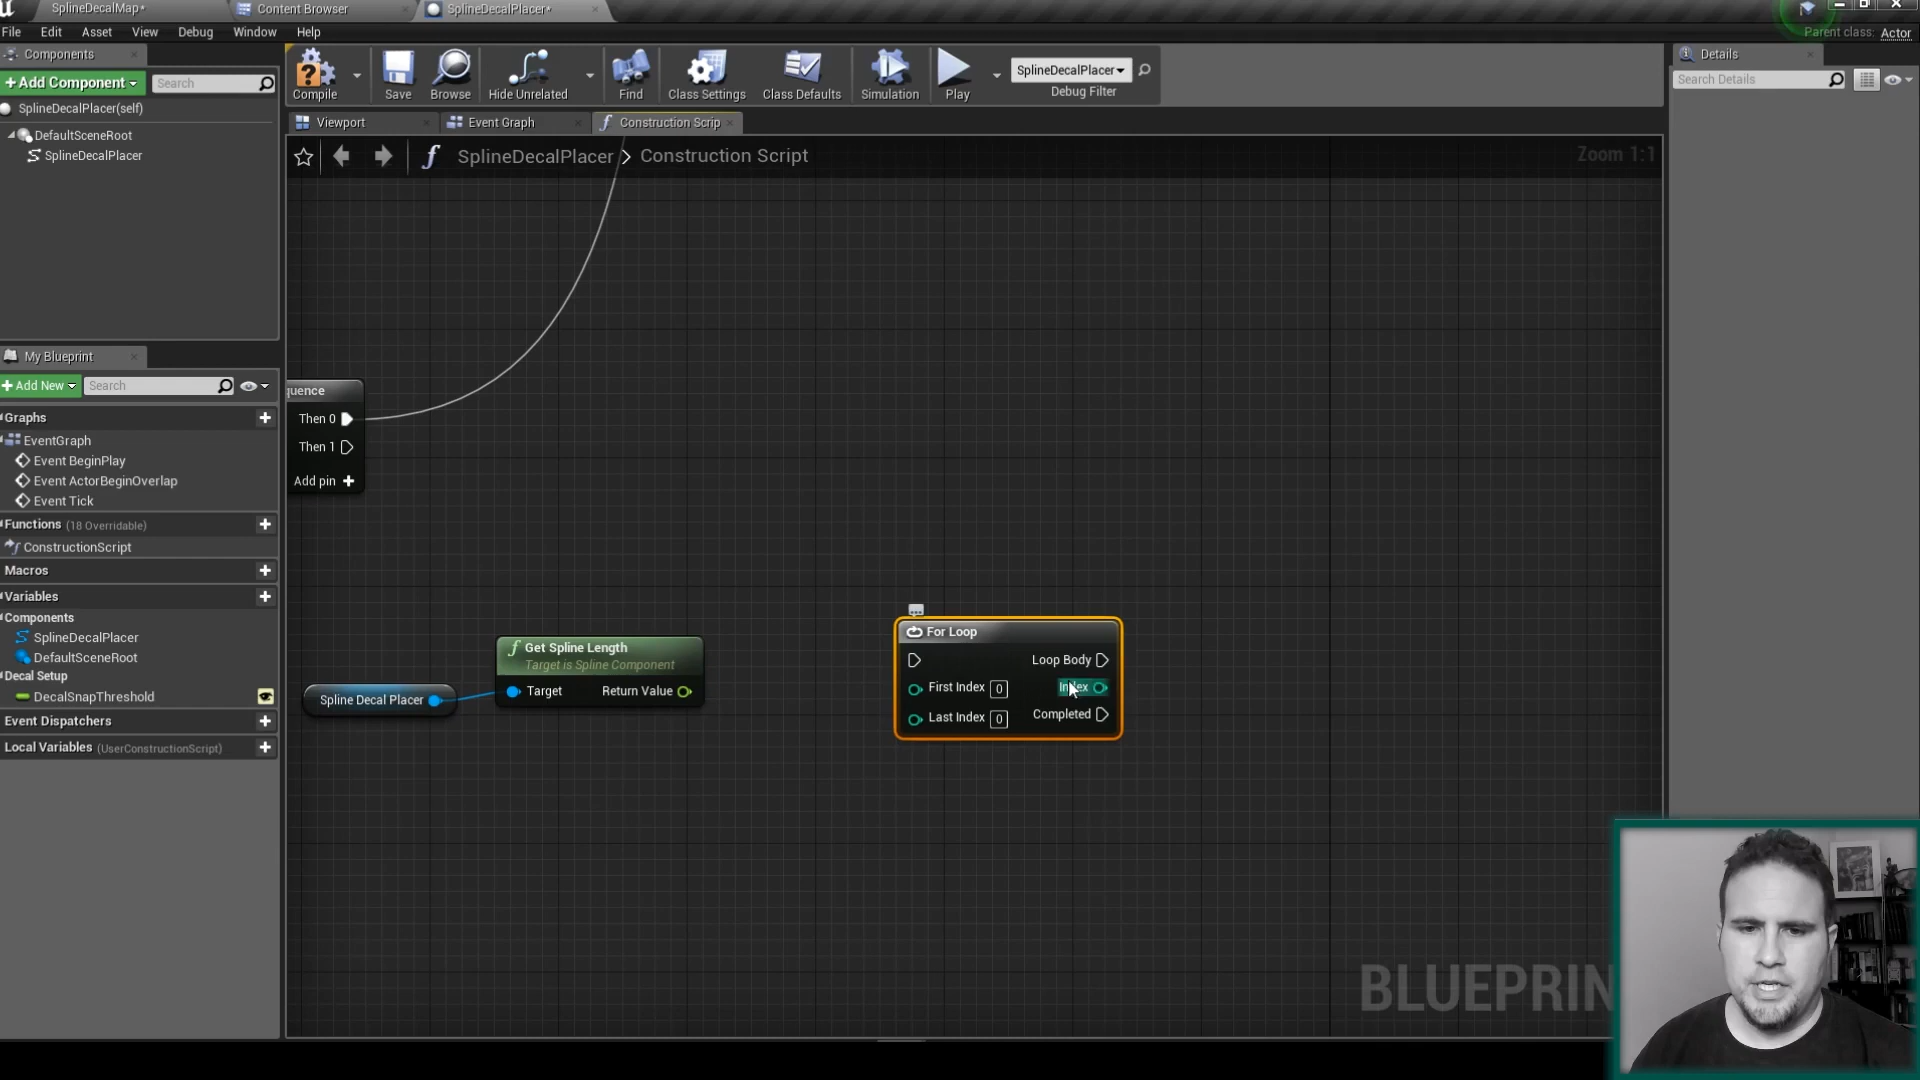 SplineDecalMap*
Content Browser
SplineDecalPlacer*
File Edit Asset View Debug Window Help
Parent class: Actor
Components
+Add Component
Search
SplineDecalPlacer(self)
DefaultSceneRoot
SplineDecalPlacer
Compile
Save
Browse
Hide Unrelated
Find
Class Settings
Class Defaults
Simulation
Play
SplineDecalPlacer
Debug Filter
Details
Search Details
Viewport
Event Graph
Construction Scrip
SplineDecalPlacer > Construction Script
Zoom 1:1
My Blueprint
+Add New
Search
Graphs
EventGraph
Event BeginPlay
Event ActorBeginOverlap
Event Tick
Functions (18 Overridable)
ConstructionScript
Macros
Variables
Components
SplineDecalPlacer
DefaultSceneRoot
Decal Setup
DecalSnapThreshold
Event Dispatchers
Local Variables (UserConstructionScript)
quence
Then 0
Then 1
Add pin +
Spline Decal Placer
Get Spline Length
Target is Spline Component
Target
Return Value
For Loop
Loop Body
First Index 0
Index
Last Index 0
Completed
BLUEPRIN